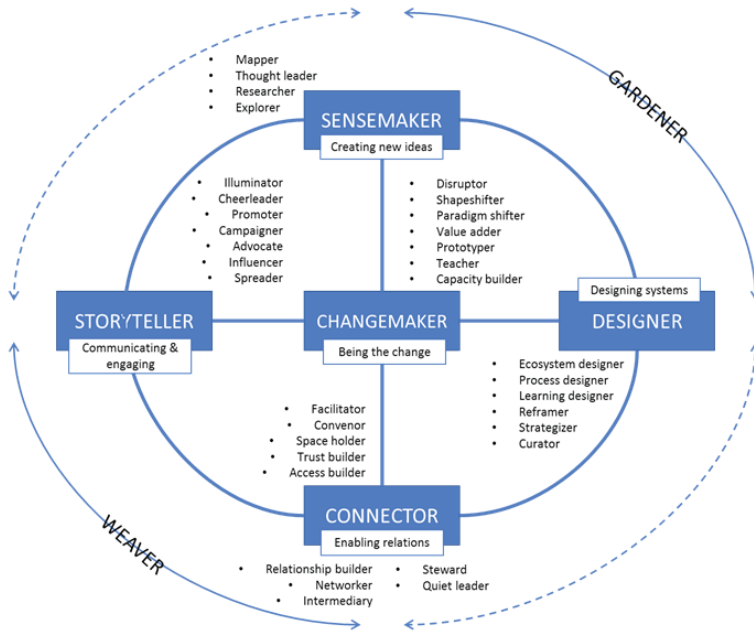 • Mapper
• Thought leader
• Researcher
• Explorer
GARDENER
SENSEMAKER
Creating new ideas
• Illuminator
• Cheerleader
• Promoter
• Campaigner
• Advocate
• Influencer
• Spreader
• Disruptor
• Shapeshifter
• Paradigm shifter
• Value adder
• Prototyper
• Teacher
• Capacity builder
STORYTELLER
Communicating &
engaging
CHANGEMAKER
Being the change
Designing systems
DESIGNER
• Facilitator
• Convenor
• Space holder
• Trust builder
• Access builder
• Ecosystem designer
• Process designer
• Learning designer
• Reframer
• Strategizer
• Curator
WEAVER
CONNECTOR
Enabling relations
• Relationship builder
• Networker
• Intermediary
• Steward
• Quiet leader